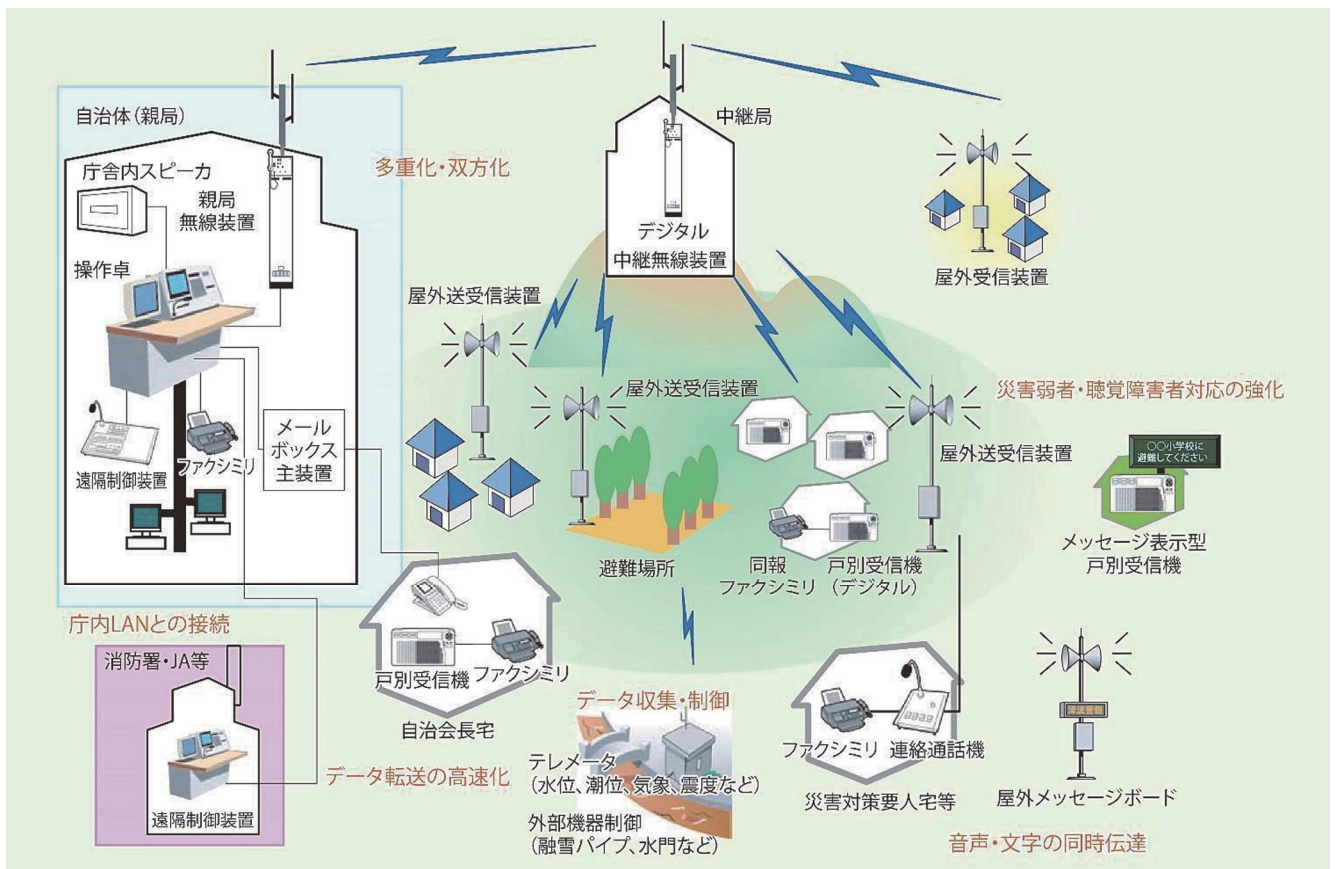 自治体(親局)
庁舎内スピーカ
親局
無線装置
操作卓
遠隔制御装置
ファクシミリ
メール
ボックス
主装置
多重化・双方化
中継局
デジタル
中継無線装置
屋外受信装置
屋外送受信装置
屋外送受信装置
避難場所
同報
ファクシミリ
戸別受信機
(デジタル)
屋外送受信装置
災害弱者・聴覚障害者対応の強化
〇〇小学校に
避難してください
メッセージ表示型
戸別受信機
庁内LANとの接続
消防署・JA等
遠隔制御装置
戸別受信機
ファクシミリ
自治会長宅
データ転送の高速化
データ収集・制御
テレメータ
(水位、潮位、気象、震度など)
外部機器制御
(融雪パイプ、水門など)
ファクシミリ
連絡通話機
災害対策要人宅等
屋外メッセージボード
音声・文字の同時伝達